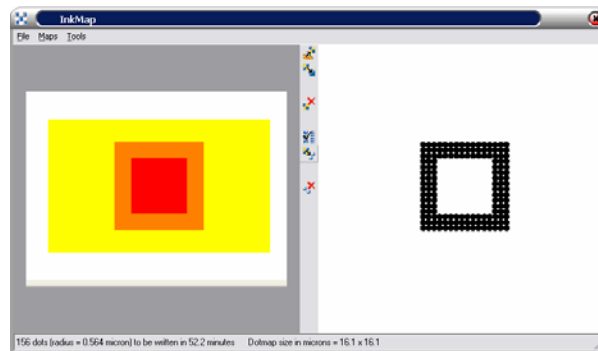 InkMap
File Maps Tools
156 dots (radius = 0.564 micron) to be written in 52.2 minutes Dotmap size in microns = 16.1 x 16.1